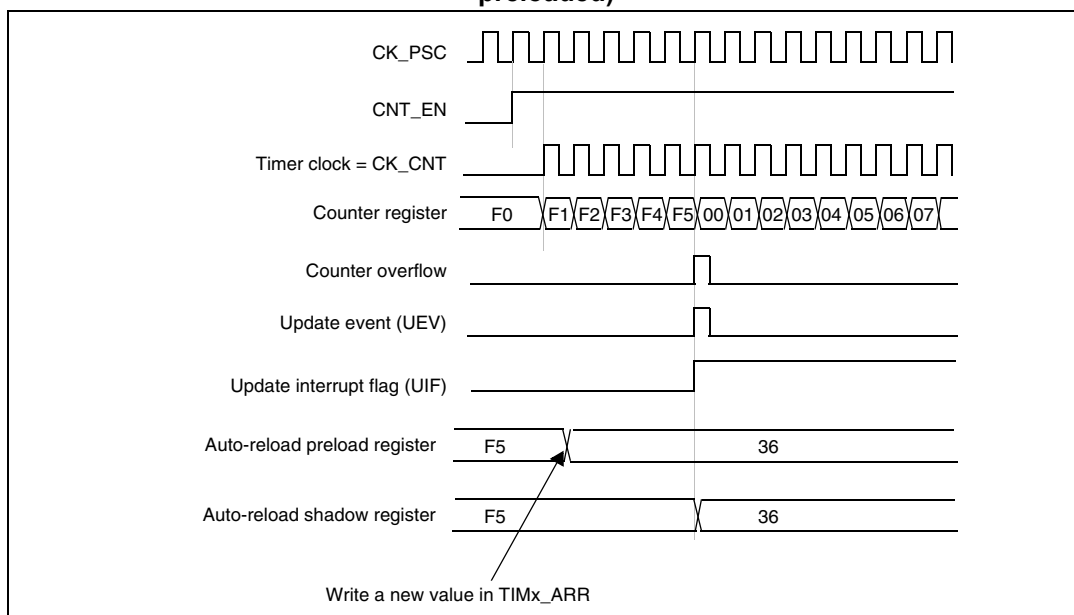 preloaded)
CK_PSC
CNT_EN
Timer clock = CK_CNT
Counter register F0 F1 F2 F3 F4 F5 00 01 02 03 04 05 06 07
Counter overflow
Update event (UEV)
Update interrupt flag (UIF)
Auto-reload preload register F5 36
Auto-reload shadow register F5 36
Write a new value in TIMx_ARR